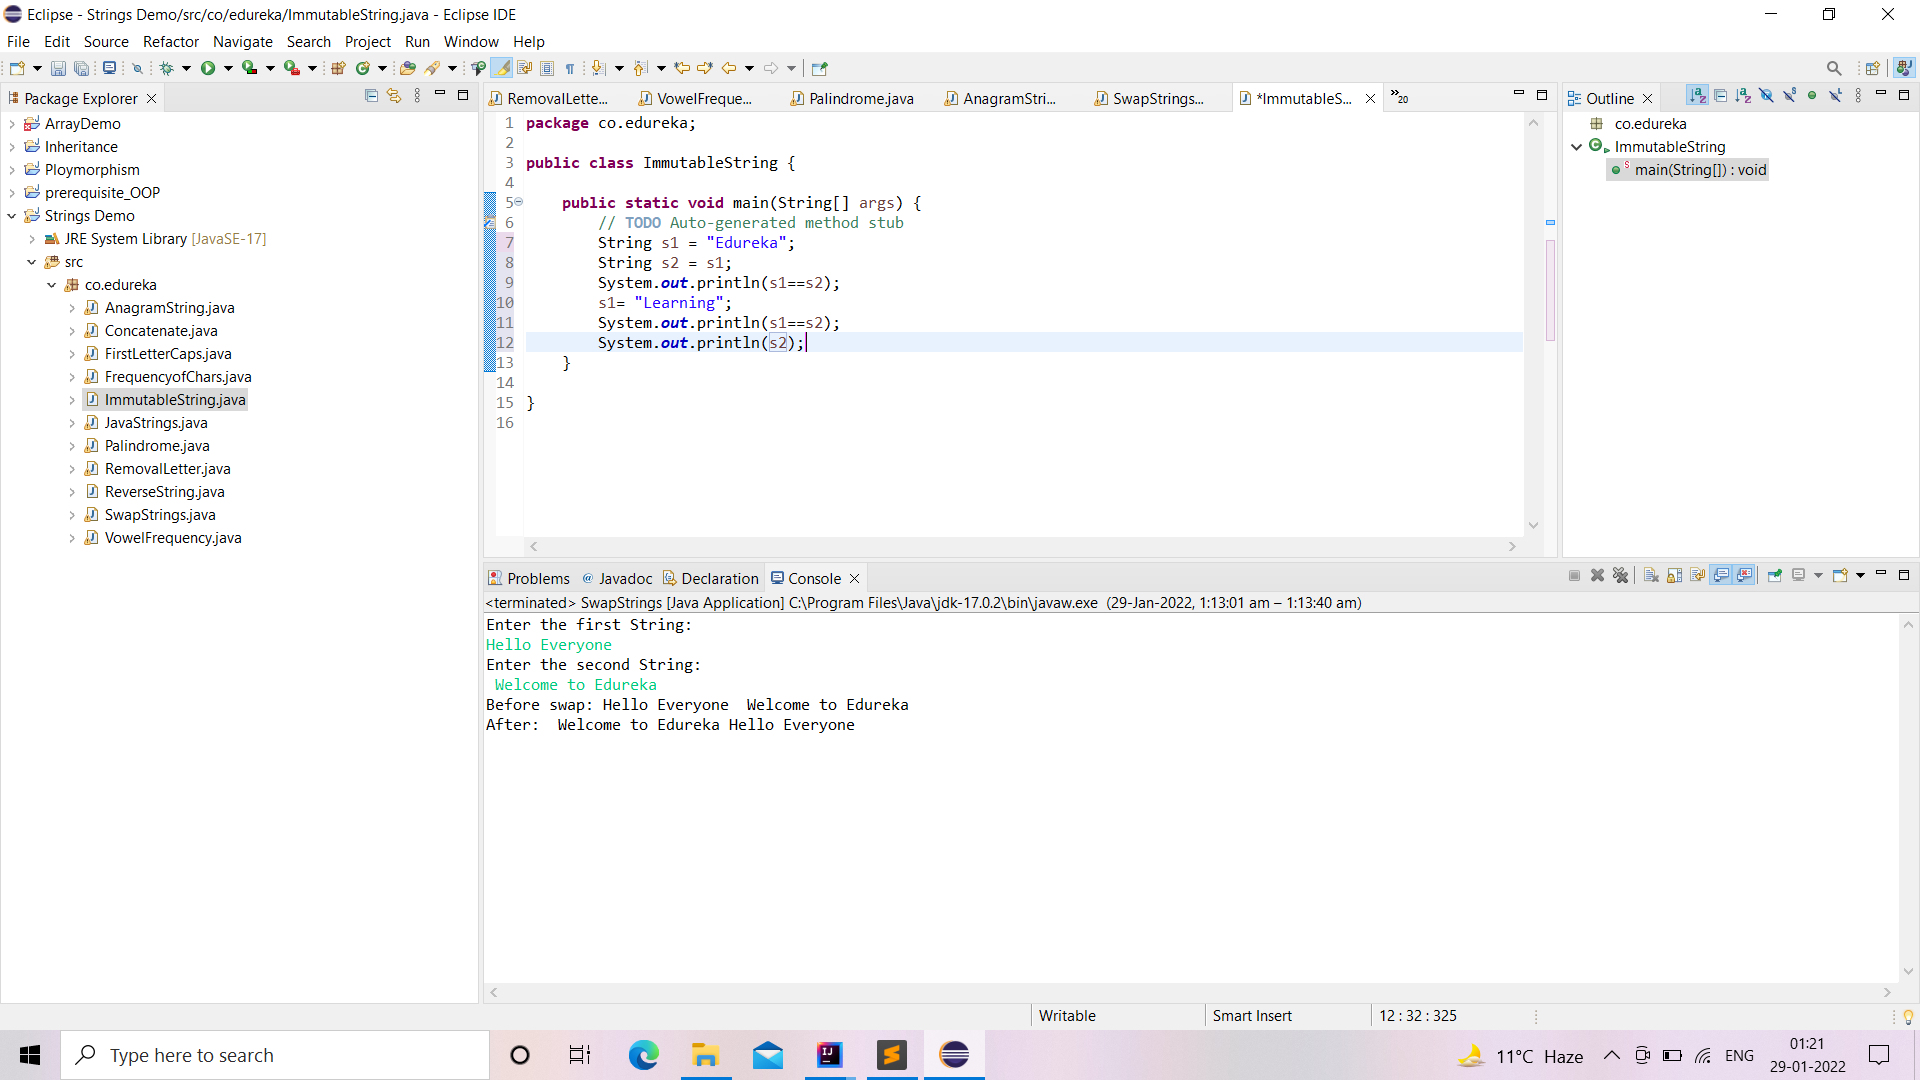 Eclipse - Strings Demo/src/co/edureka/ImmutableString.java - Eclipse IDE
File Edit Source Refactor Navigate Search Project Run Window Help
Package Explorer
ArrayDemo
Inheritance
Ploymorphism
prerequisite_OOP
Strings Demo
JRE System Library [JavaSE-17]
src
co.edureka
AnagramString.java
Concatenate.java
FirstLetterCaps.java
FrequencyofChars.java
ImmutableString.java
JavaStrings.java
Palindrome.java
RemovalLetter.java
ReverseString.java
SwapStrings.java
VowelFrequency.java
RemovalLette... VowelFreque... Palindrome.java AnagramStri... SwapStrings... *ImmutableS... »20
1 package co.edureka;
2
3 public class ImmutableString {
4
5 public static void main(String[] args) {
6 // TODO Auto-generated method stub
7 String s1 = "Edureka";
8 String s2 = s1;
9 System.out.println(s1==s2);
10 s1= "Learning";
11 System.out.println(s1==s2);
12 System.out.println(s2);
13 }
14
15 }
16
Outline
co.edureka
ImmutableString
main(String[]) : void
Problems @ Javadoc Declaration Console
<terminated> SwapStrings [Java Application] C:\Program Files\Java\jdk-17.0.2\bin\javaw.exe (29-Jan-2022, 1:13:01 am – 1:13:40 am)
Enter the first String:
Hello Everyone
Enter the second String:
Welcome to Edureka
Before swap: Hello Everyone  Welcome to Edureka
After:  Welcome to Edureka Hello Everyone
Writable Smart Insert 12 : 32 : 325
Type here to search
11°C Haze
ENG
01:21
29-01-2022